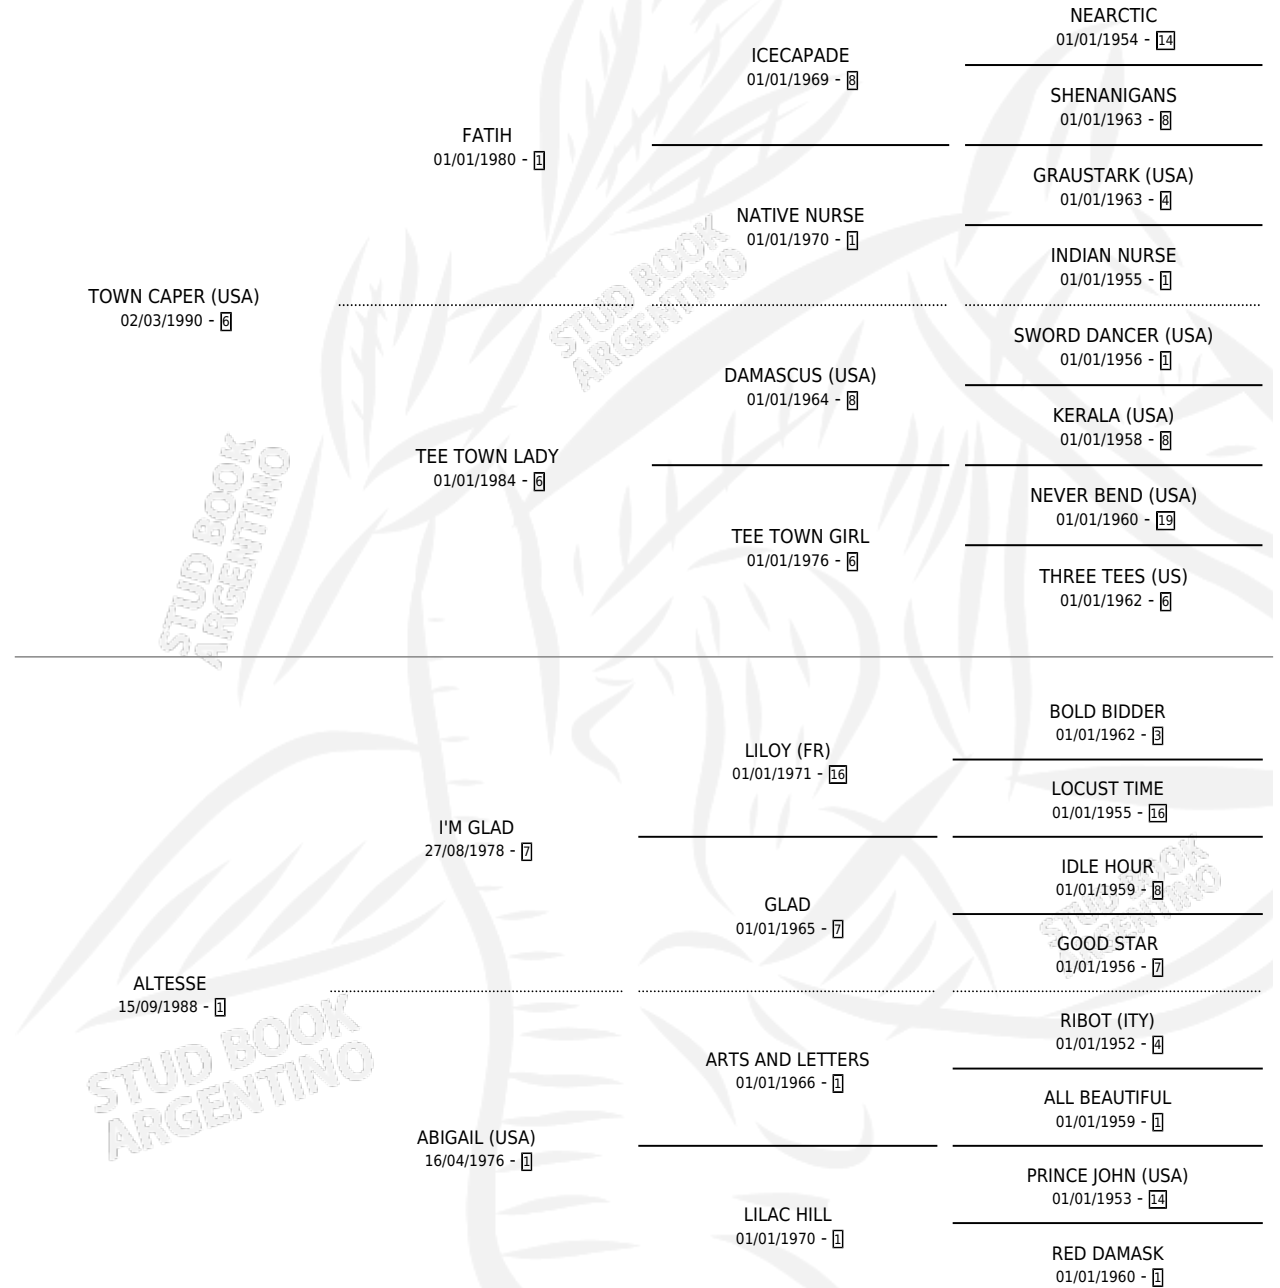 NEARCTIC
01/01/1954 - 14
ICECAPADE
01/01/1969 - 8
SHENANIGANS
01/01/1963 - 8
FATIH
01/01/1980 - 1
GRAUSTARK (USA)
01/01/1963 - 4
NATIVE NURSE
01/01/1970 - 1
INDIAN NURSE
01/01/1955 - 1
TOWN CAPER (USA)
02/03/1990 - 6
STUD BOOK
ARGENTINO
SWORD DANCER (USA)
01/01/1956 - 1
DAMASCUS (USA)
01/01/1964 - 8
KERALA (USA)
01/01/1958 - 8
TEE TOWN LADY
01/01/1984 - 6
NEVER BEND (USA)
01/01/1960 - 19
TEE TOWN GIRL
01/01/1976 - 6
THREE TEES (US)
01/01/1962 - 6
STUD BOOK
ARGENTINO
BOLD BIDDER
01/01/1962 - 3
LILOY (FR)
01/01/1971 - 16
LOCUST TIME
01/01/1955 - 16
I'M GLAD
27/08/1978 - 7
IDLE HOUR
01/01/1959 - 8
GLAD
01/01/1965 - 7
STUD BOOK
ARGENTINO
GOOD STAR
01/01/1956 - 7
ALTESSE
15/09/1988 - 1
RIBOT (ITY)
01/01/1952 - 4
ARTS AND LETTERS
01/01/1966 - 1
ALL BEAUTIFUL
01/01/1959 - 1
STUD BOOK
ARGENTINO
ABIGAIL (USA)
16/04/1976 - 1
PRINCE JOHN (USA)
01/01/1953 - 14
LILAC HILL
01/01/1970 - 1
RED DAMASK
01/01/1960 - 1